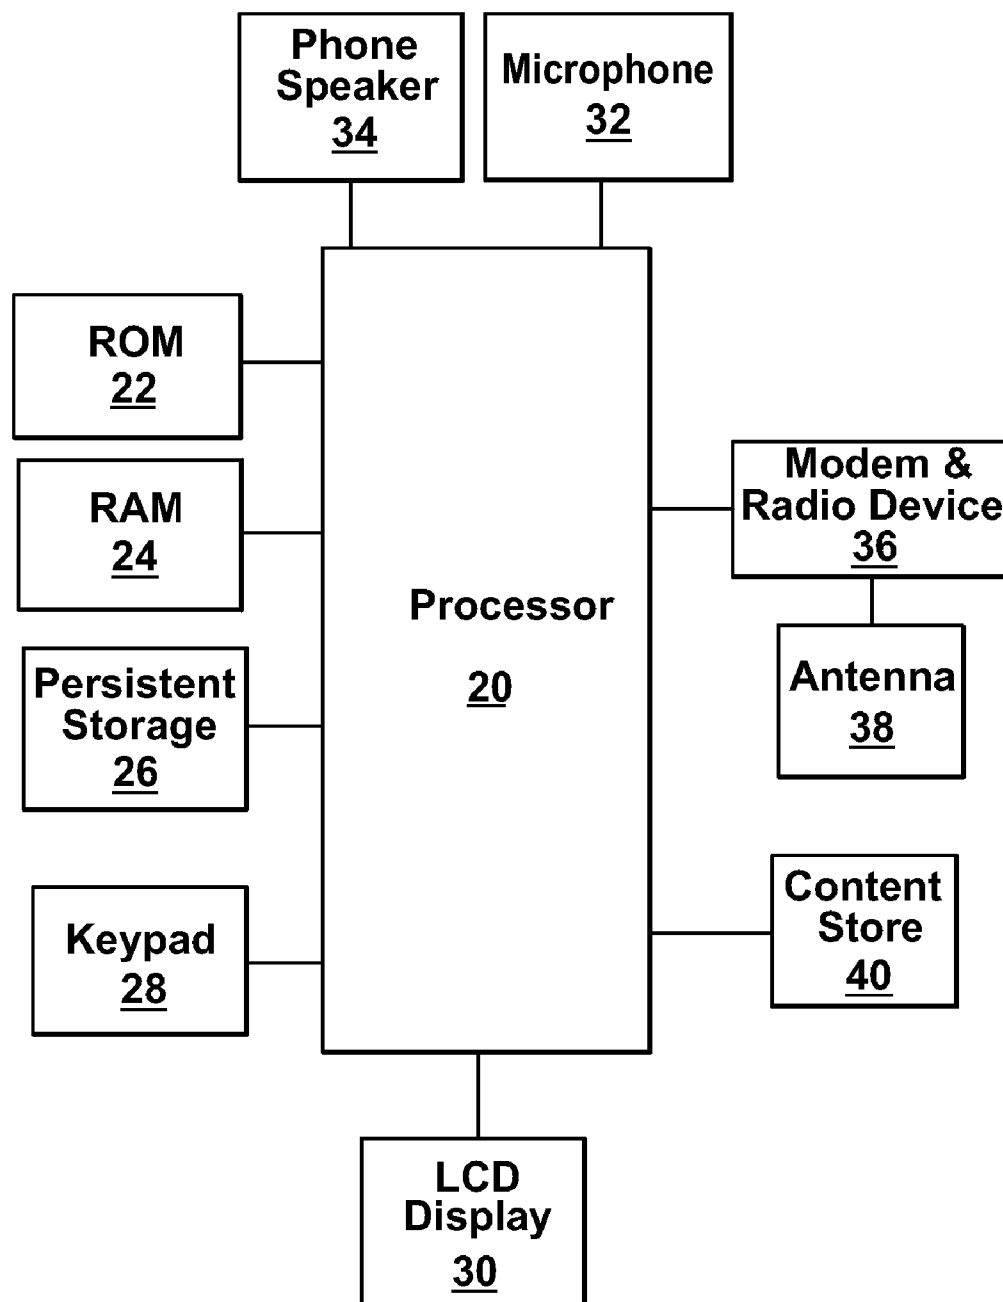 Phone
Speaker
34
Microphone
32
ROM
22
RAM
24
Persistent
Storage
26
Keypad
28
Processor
20
Modem &
Radio Device
36
Antenna
38
Content
Store
40
LCD
Display
30